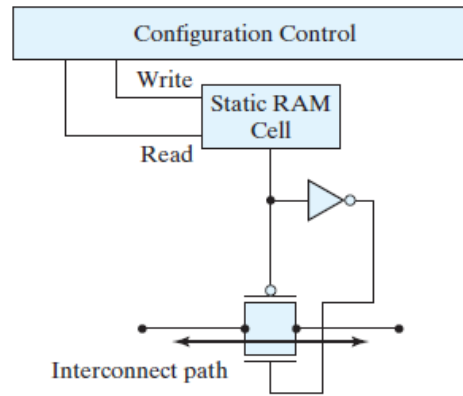 Configuration Control
Write
Static RAM
Cell
Read
Interconnect path